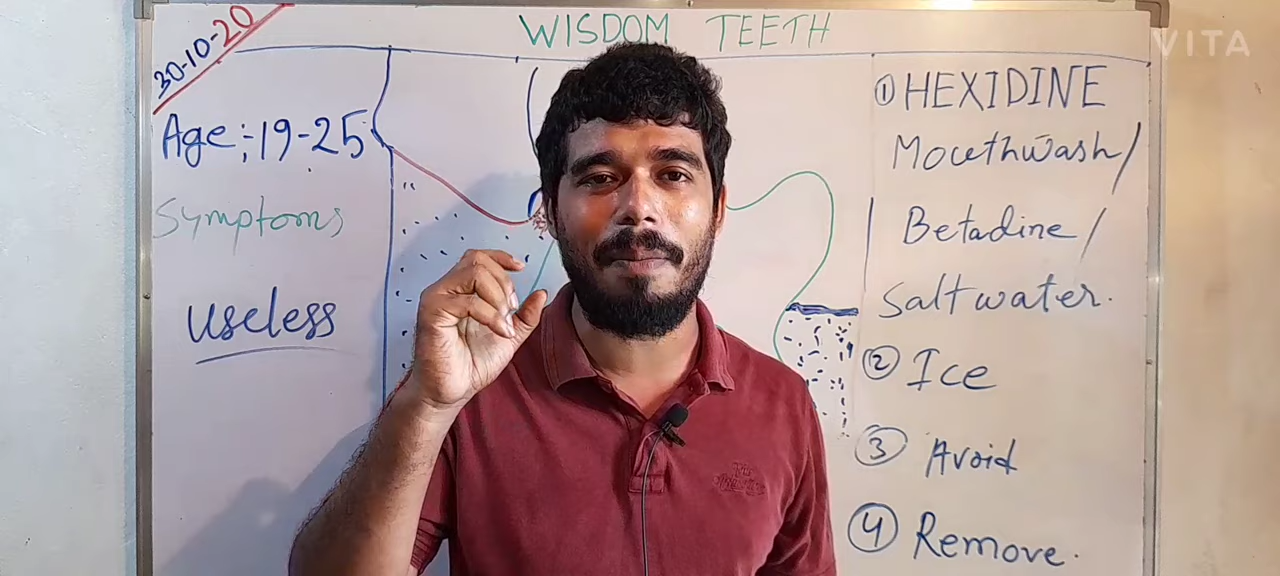 WISDOM TEETH
VITA
30-10-20
Age ;- 19-25
Symptoms
Useless
① HEXIDINE
Mouthwash/
Betadine/
Saltwater.
② Ice
③ Avoid
④ Remove.